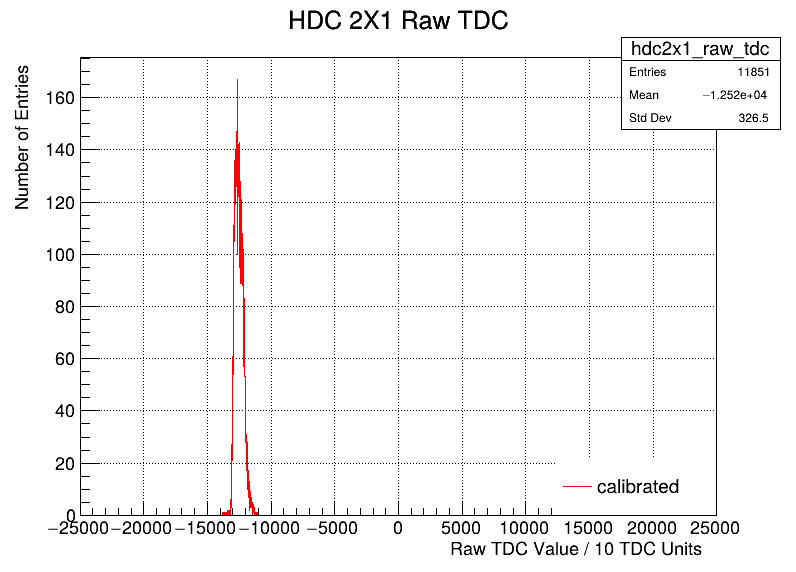 HDC 2X1 Raw TDC
hdc2x1_raw_tdc
Entries 11851
Mean −1.252e+04
Std Dev 326.5
Number of Entries
160
140
120
100
80
60
40
20
0
−25000 −20000 −15000 −10000 −5000 0 5000 10000 15000 20000 25000
calibrated
Raw TDC Value / 10 TDC Units